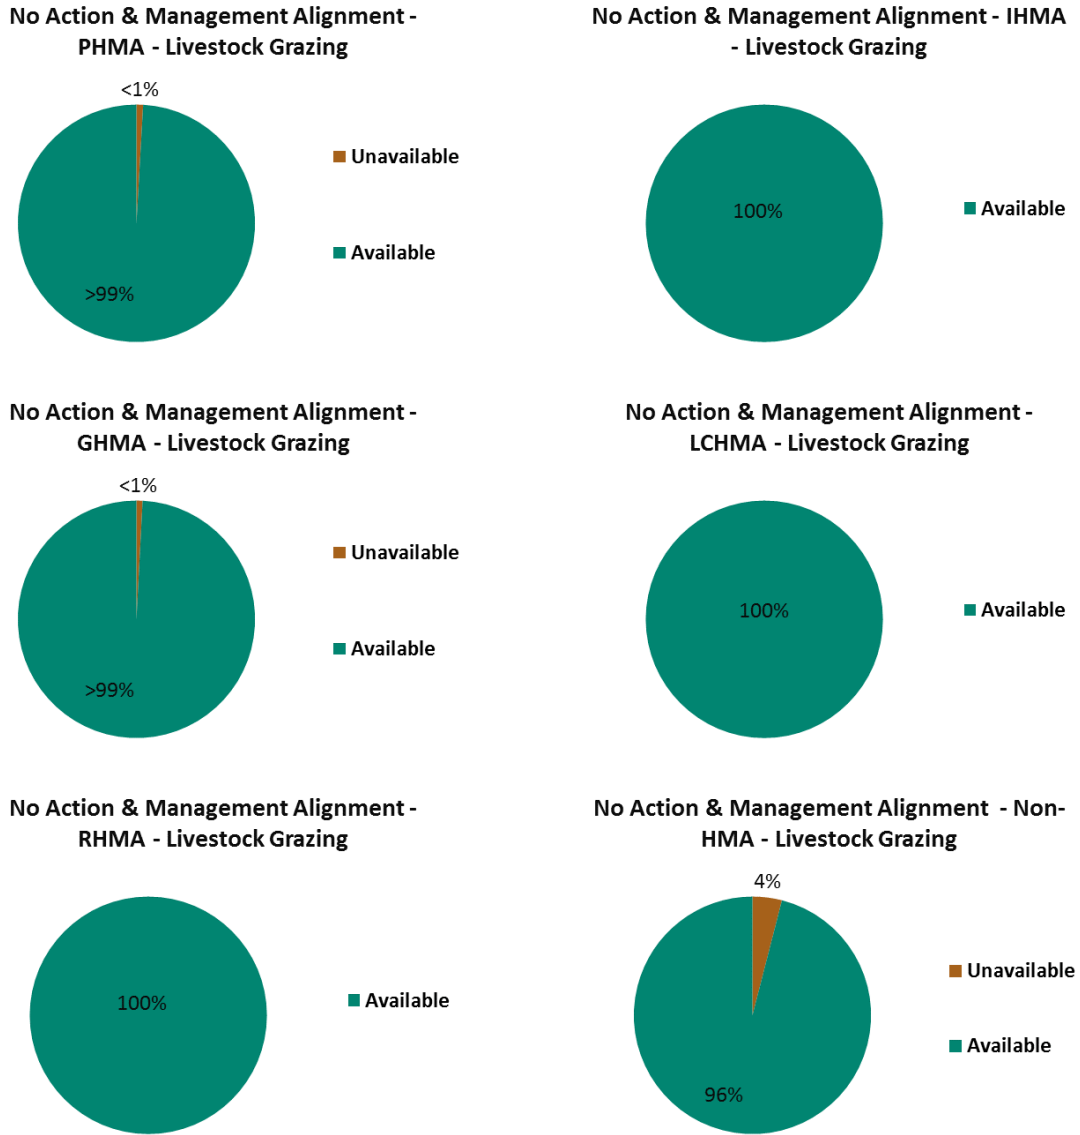 No Action & Management Alignment -
PHMA - Livestock Grazing
<1%
Unavailable
Available
>99%
No Action & Management Alignment - IHMA
- Livestock Grazing
100%
Available
No Action & Management Alignment -
GHMA - Livestock Grazing
<1%
Unavailable
Available
>99%
No Action & Management Alignment -
LCHMA - Livestock Grazing
100%
Available
No Action & Management Alignment -
RHMA - Livestock Grazing
100%
Available
No Action & Management Alignment - Non-
HMA - Livestock Grazing
4%
Unavailable
Available
96%